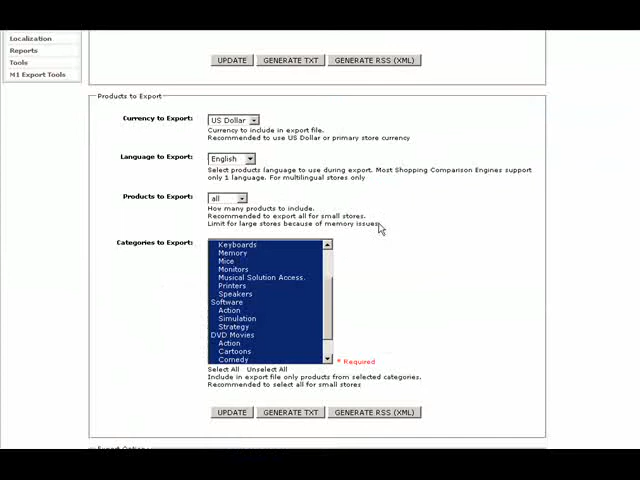 Localization
Reports
Tools
M1 Export Tools
UPDATE GENERATE TXT GENERATE RSS (XML)
Products to Export
Currency to Export: US Dollar
Currency to include in export file.
Recommended to use US Dollar or primary store currency
Language to Export: English
Select products language to use during export. Most Shopping Comparison Engines support
only 1 language. For multilingual stores only
Products to Export: all
How many products to include.
Recommended to export all for small stores.
Limit for large stores because of memory issues.
Categories to Export:
Keyboards
Memory
Mice
Monitors
Musical Solution Access.
Printers
Speakers
Software
Action
Simulation
Strategy
DVD Movies
Action
Cartoons
Comedy
* Required
Select All Unselect All
Include in export file only products from selected categories.
Recommended to select all for small stores
UPDATE GENERATE TXT GENERATE RSS (XML)